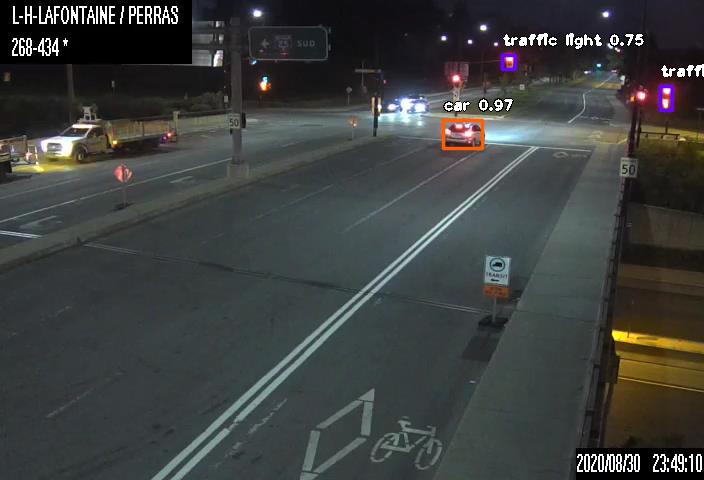 L-H-LAFONTAINE / PERRAS
268-434 *
traffic light 0.75
traffi
car 0.97
25 SUD
50
50
TRANSIT
2020/08/30 23:49:10